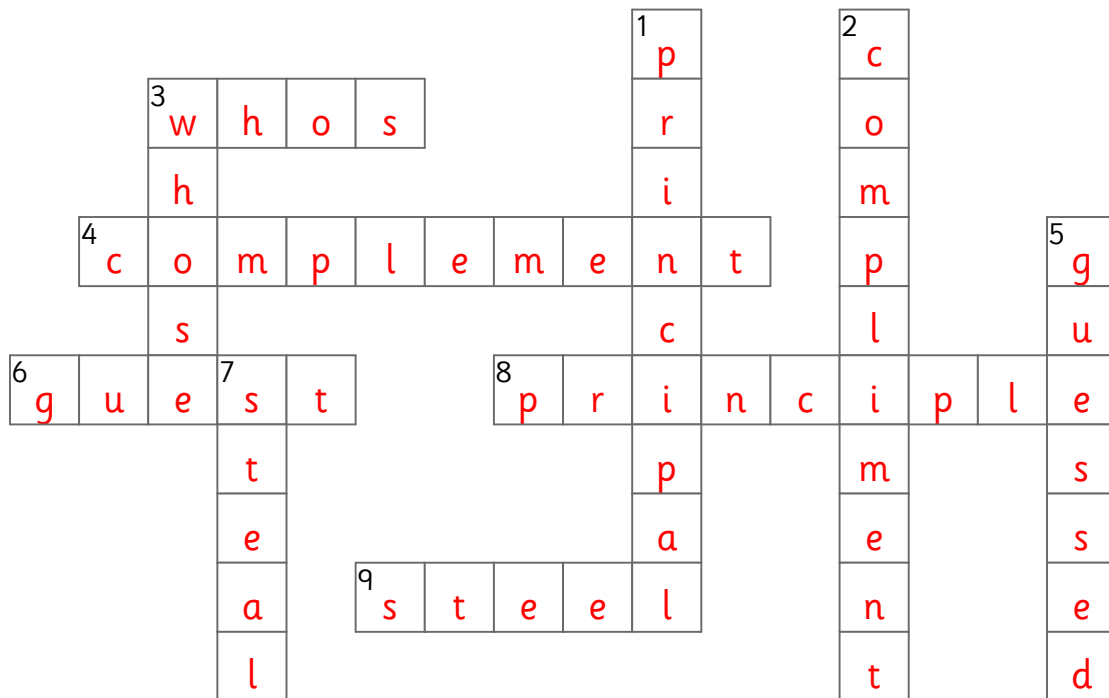 1 2
p c
3
w h o s r o
h i m
4 5
c o m p l e m e n t p g
s c l u
6 7 8
g u e s t p r i n c i p l e
t p m s
e a e s
9
a s t e e l n e
l t d